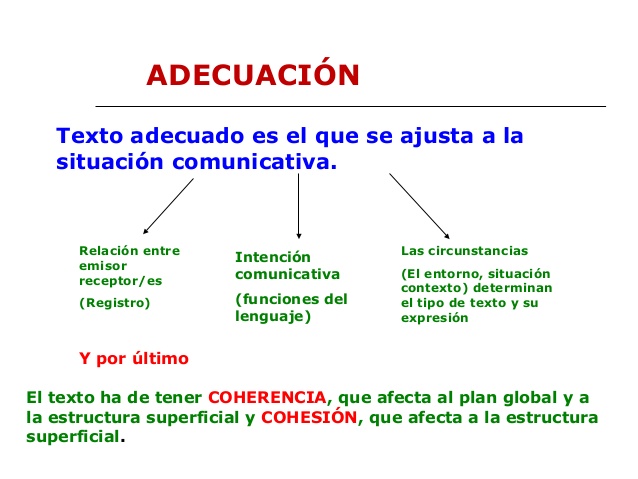 ADECUACIÓN
Texto adecuado es el que se ajusta a la
situación comunicativa.
Relación entre
emisor
receptor/es
(Registro)
Intención
comunicativa
(funciones del
lenguaje)
Las circunstancias
(El entorno, situación
contexto) determinan
el tipo de texto y su
expresión
Y por último
El texto ha de tener COHERENCIA, que afecta al plan global y a
la estructura superficial y COHESIÓN, que afecta a la estructura
superficial.